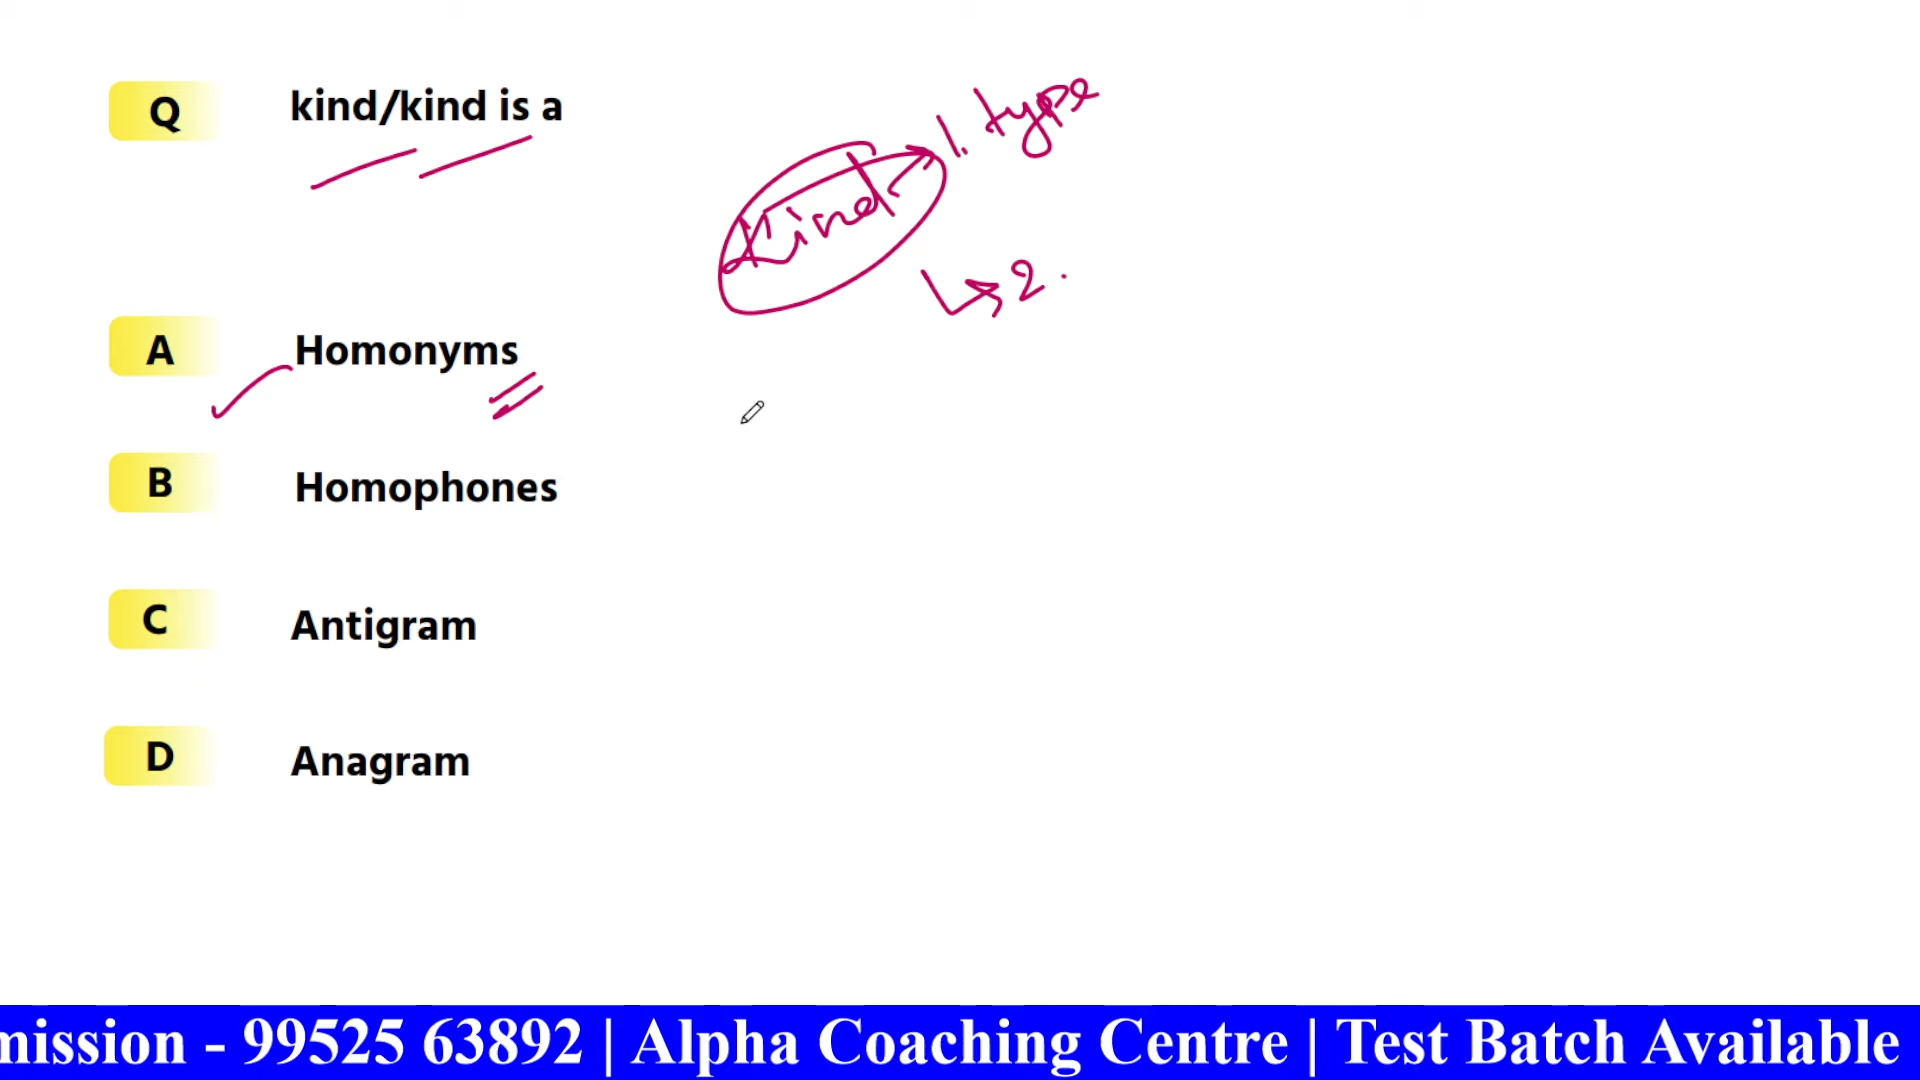 Q kind/kind is a
1. type
Kind
2.
A Homonyms
B Homophones
C Antigram
D Anagram
mission - 99525 63892 | Alpha Coaching Centre | Test Batch Available